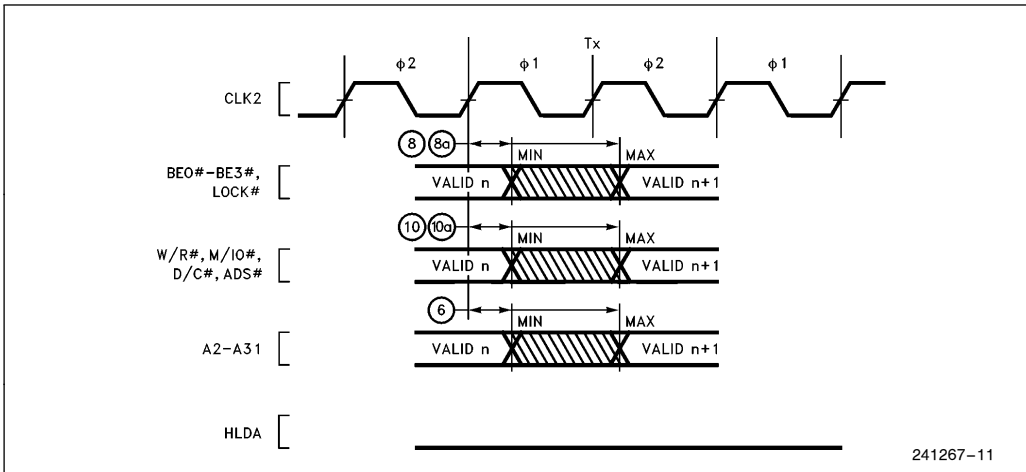 Tx
φ2 φ1 φ2 φ1
CLK2
8 8a
MIN MAX
BE0#-BE3#,
LOCK#
VALID n VALID n+1
10 10a
MIN MAX
W/R#, M/IO#,
D/C#, ADS#
VALID n VALID n+1
6
MIN MAX
A2-A31
VALID n VALID n+1
HLDA
241267-11